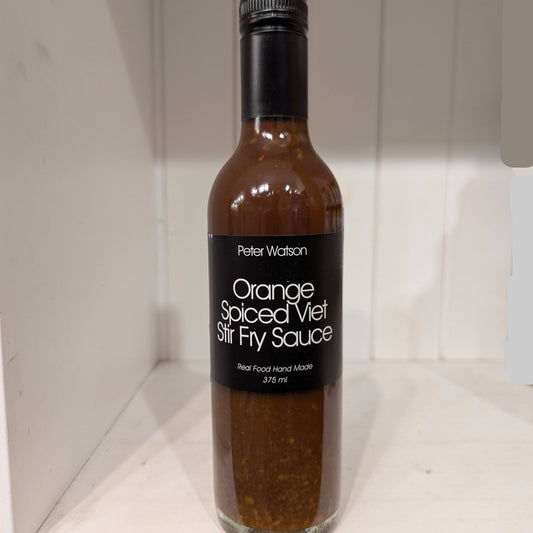 Peter Watson
Orange
Spiced Viet
Stir Fry Sauce
Real Food Hand Made
375 ml